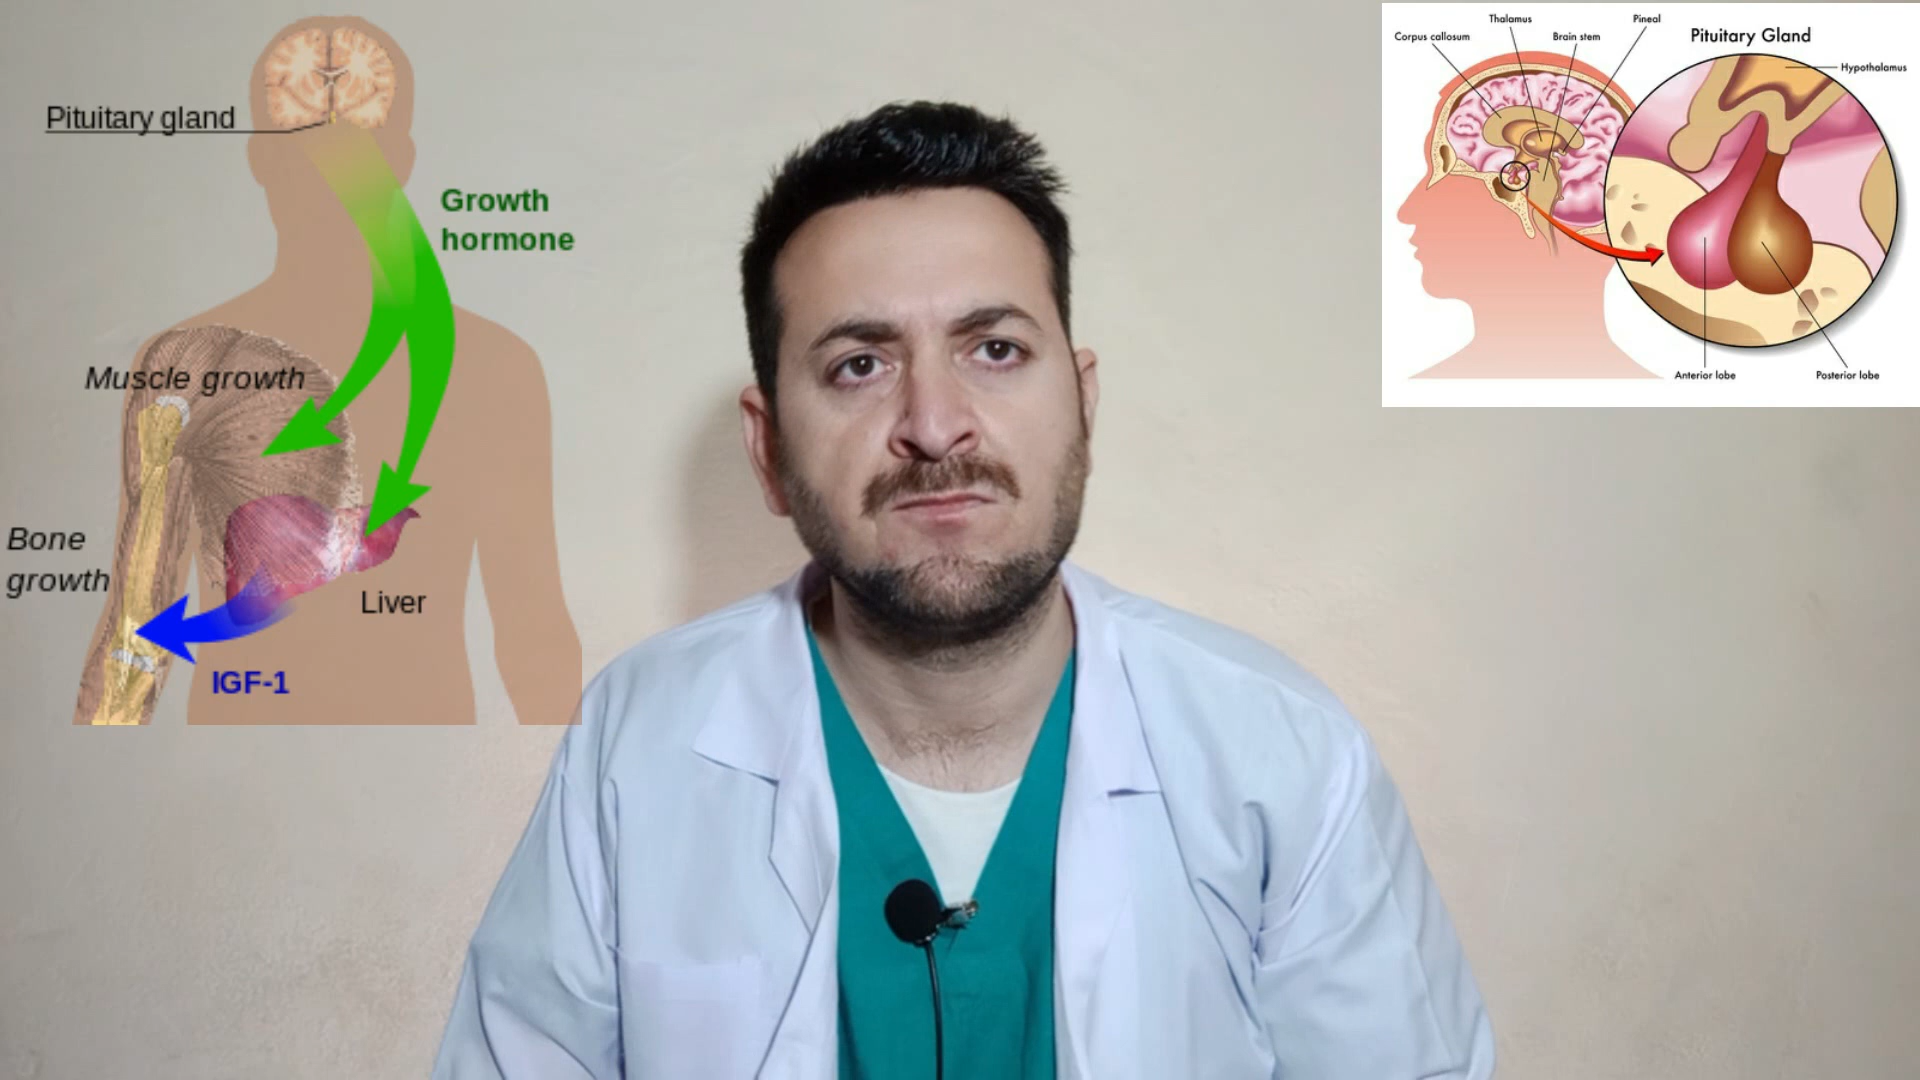 Pituitary gland
Growth
hormone
Muscle growth
Bone
growth
Liver
IGF-1
Thalamus
Pineal
Corpus callosum
Brain stem
Pituitary Gland
Hypothalamus
Anterior lobe
Posterior lobe